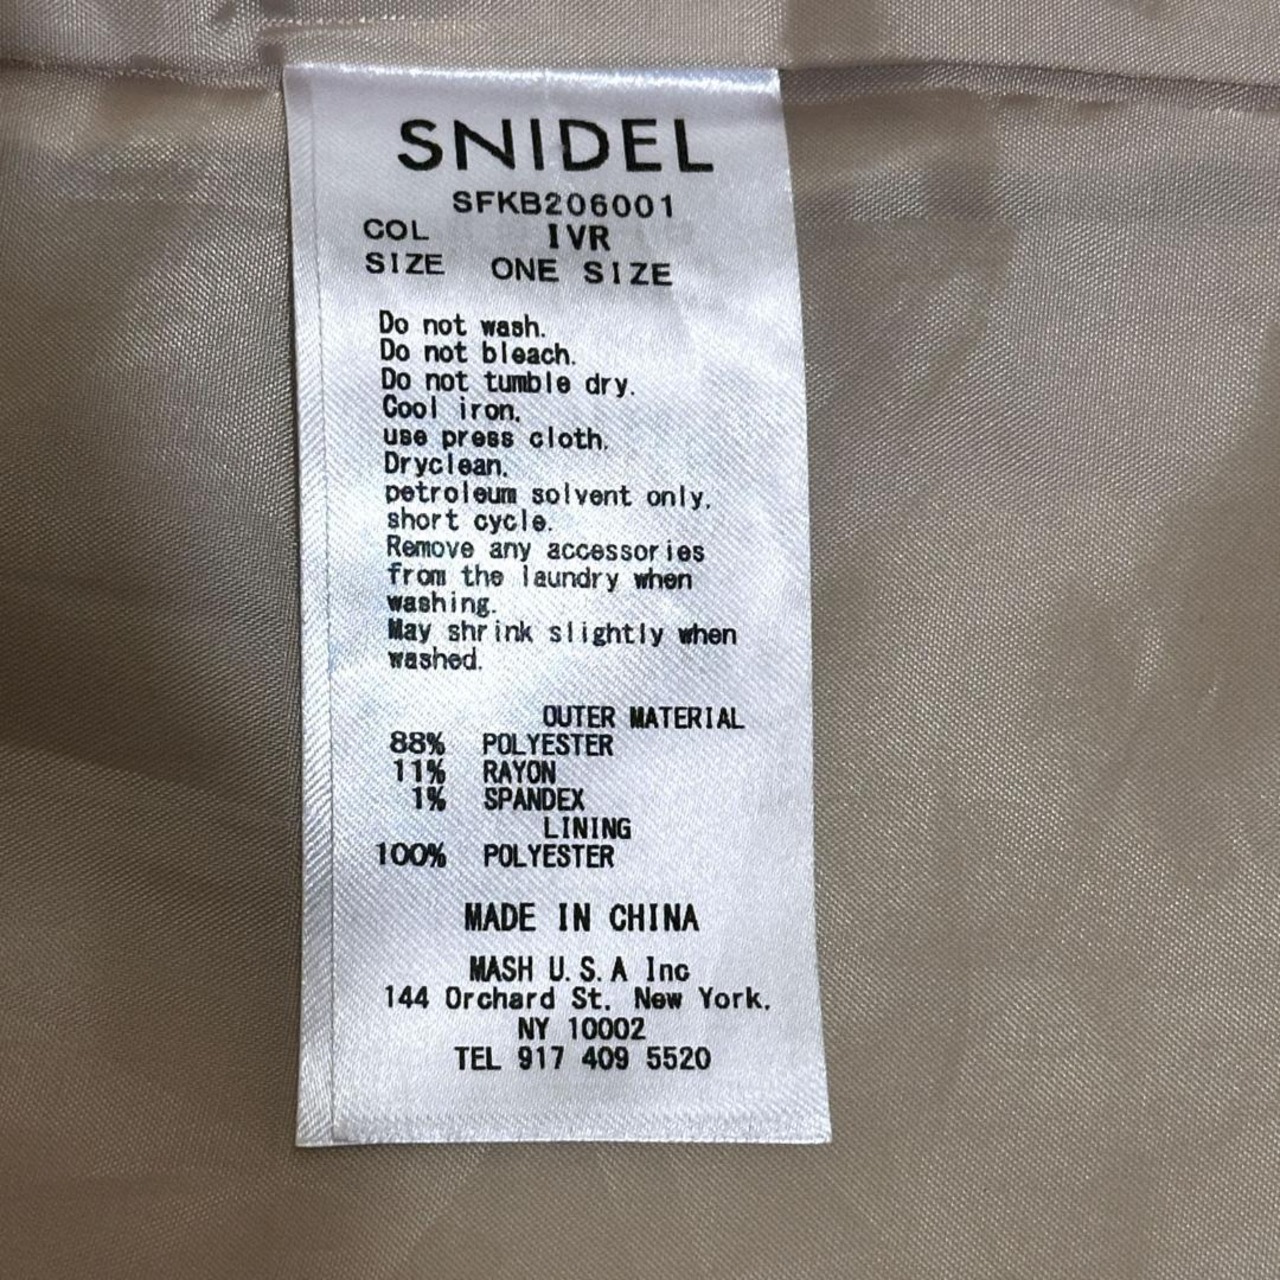 SNIDEL
SFKB206001
COL IVR
SIZE ONE SIZE
Do not wash.
Do not bleach.
Do not tumble dry.
Cool iron.
use press cloth.
Dryclean.
petroleum solvent only.
short cycle.
Remove any accessories
from the laundry when
washing.
May shrink slightly when
washed.
OUTER MATERIAL
88% POLYESTER
11% RAYON
1% SPANDEX
LINING
100% POLYESTER
MADE IN CHINA
MASH U.S.A Inc
144 Orchard St. New York.
NY 10002
TEL 917 409 5520